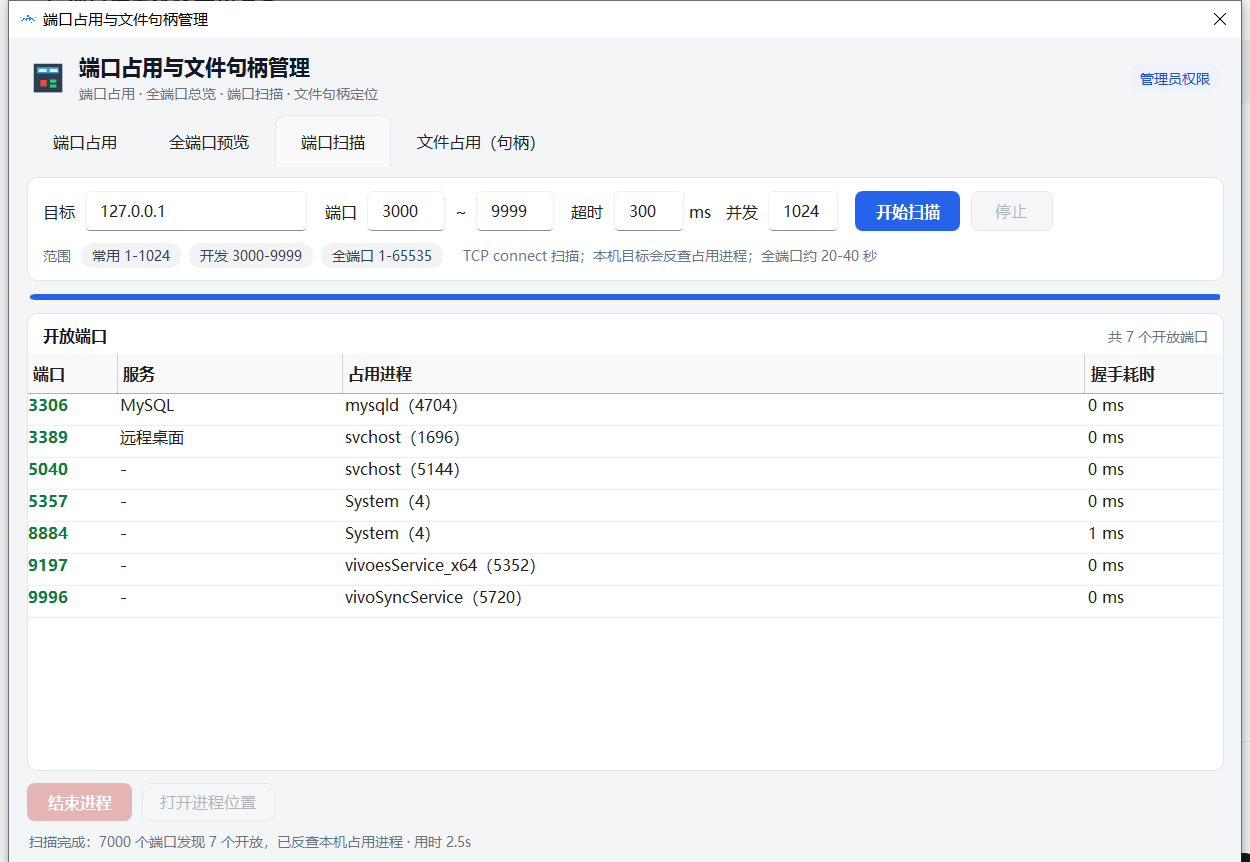 端口占用与文件句柄管理
端口占用与文件句柄管理
端口占用 · 全端口总览 · 端口扫描 · 文件句柄定位
管理员权限
端口占用 全端口预览 端口扫描 文件占用（句柄）
目标 127.0.0.1 端口 3000 ~ 9999 超时 300 ms 并发 1024 开始扫描 停止
范围 常用 1-1024 开发 3000-9999 全端口 1-65535 TCP connect 扫描；本机目标会反查占用进程；全端口约 20-40 秒
开放端口 共 7 个开放端口
端口 服务 占用进程 握手耗时
3306 MySQL mysqld（4704） 0 ms
3389 远程桌面 svchost（1696） 0 ms
5040 - svchost（5144） 0 ms
5357 - System（4） 0 ms
8884 - System（4） 1 ms
9197 - vivoesService_x64（5352） 0 ms
9996 - vivoSyncService（5720） 0 ms
结束进程 打开进程位置
扫描完成：7000 个端口发现 7 个开放，已反查本机占用进程 · 用时 2.5s